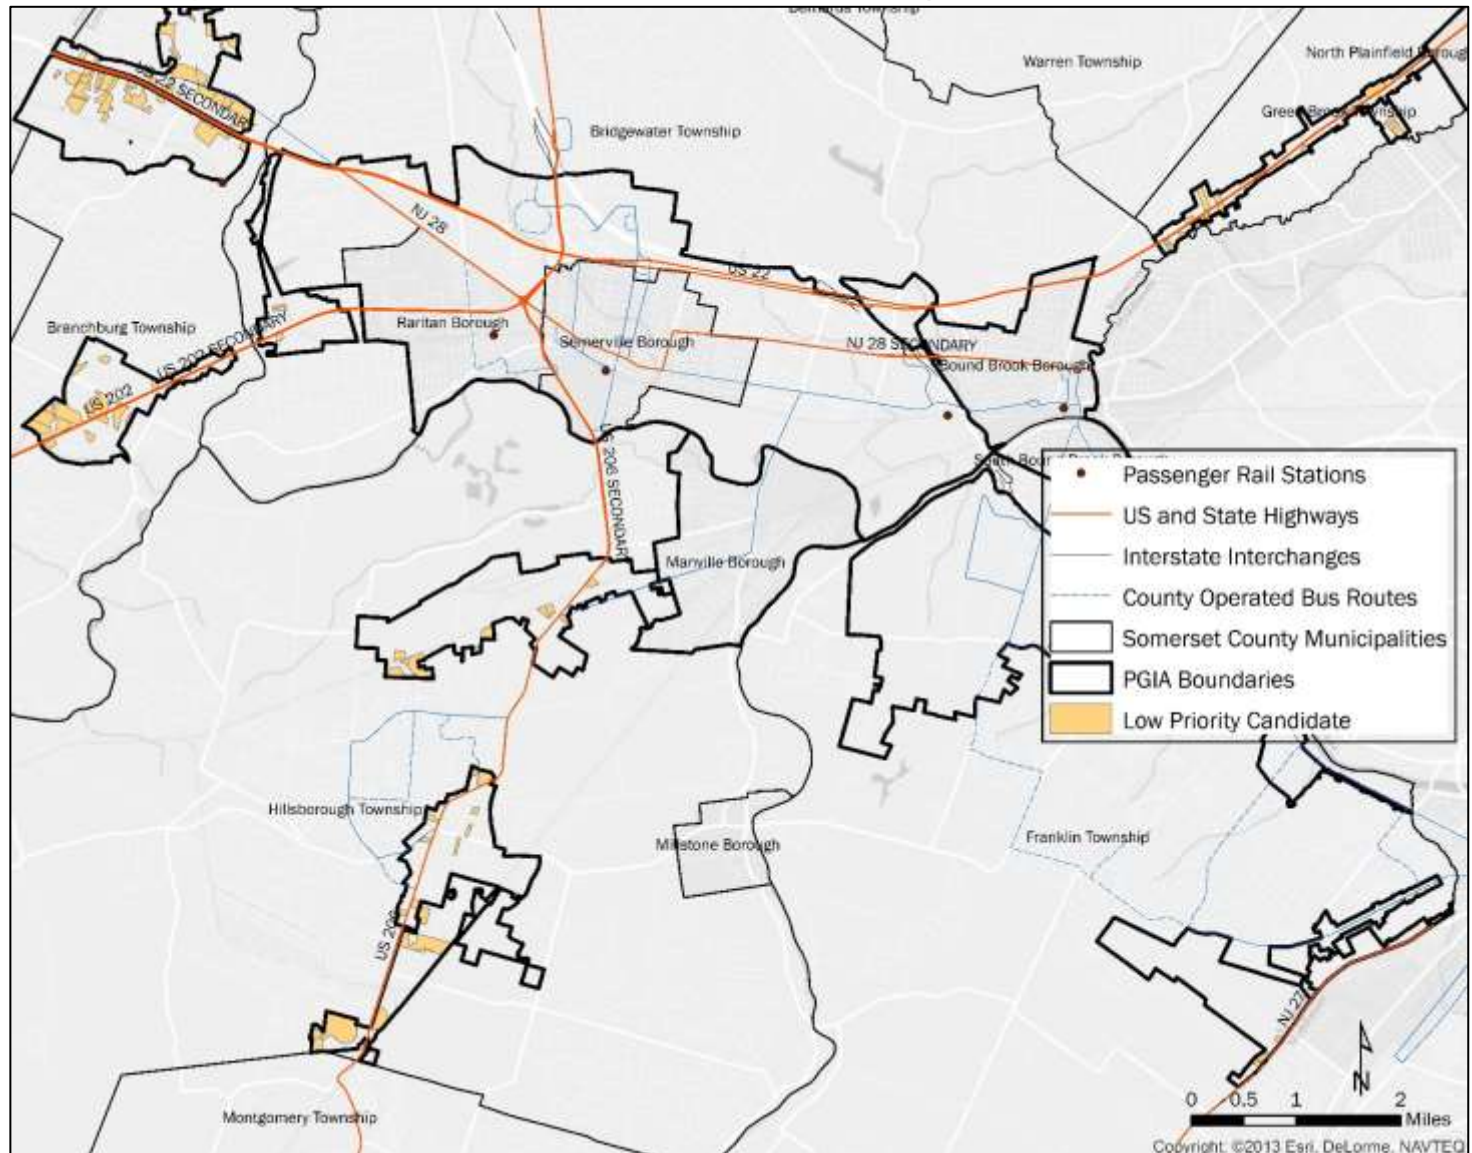 Warren Township
North Plainfield Boroug
Bridgewater Township
US 22 SECONDARY
NJ 28
US 22
Branchburg Township
US 202 SECONDARY
US 202
Raritan Borough
Somerville Borough
NJ 28 SECONDARY
Bound Brook Borough
US 206 SECONDARY
Manville Borough
Passenger Rail Stations
US and State Highways
Interstate Interchanges
County Operated Bus Routes
Somerset County Municipalities
PGIA Boundaries
Low Priority Candidate
Hillsborough Township
Millstone Borough
Franklin Township
US 206
NJ 27
N
0 0.5 1 2
Miles
Montgomery Township
Copyright: ©2013 Esri, DeLorme, NAVTEQ